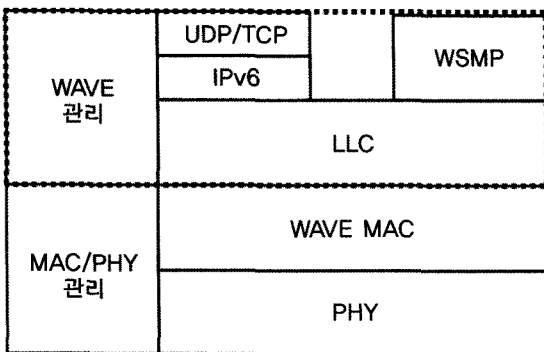 WAVE
관리
UDP/TCP
IPv6
WSMP
LLC
MAC/PHY
관리
WAVE MAC
PHY